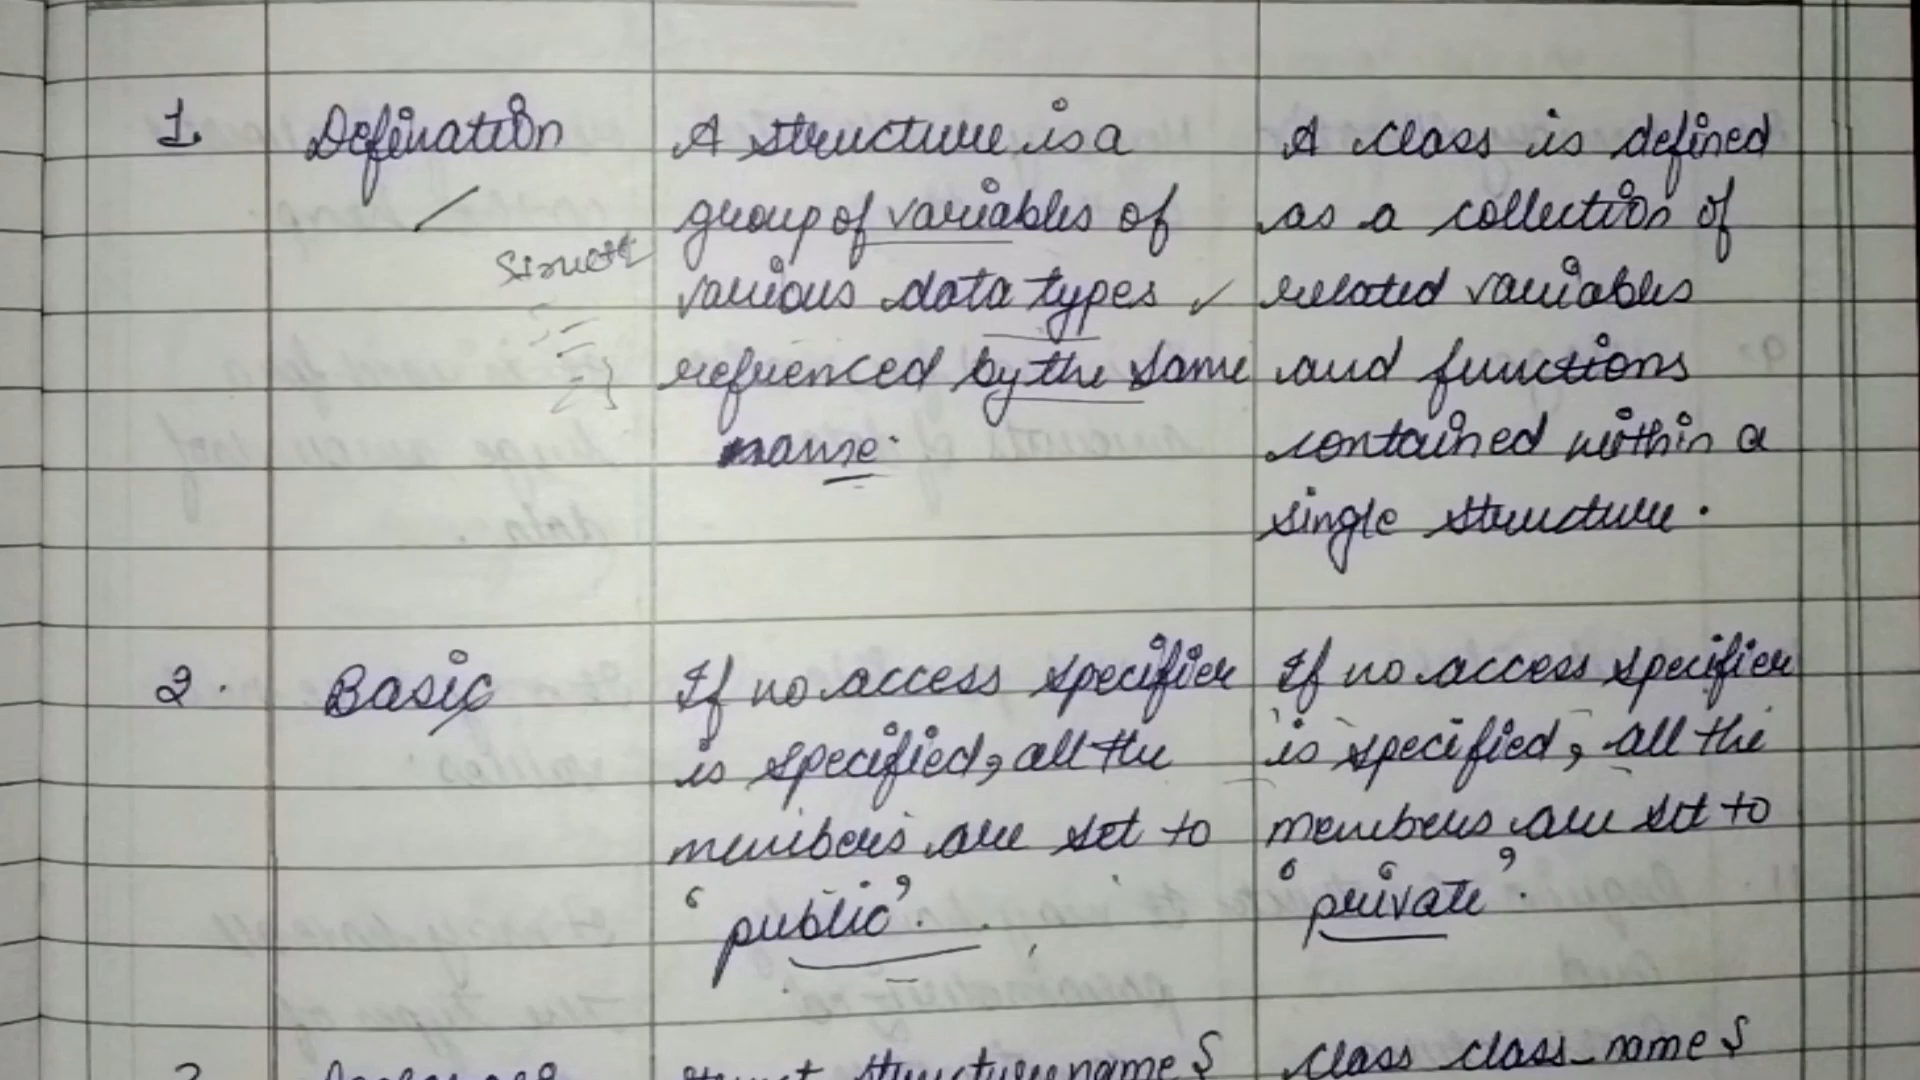 1.
Defination
A structure is a
group of variables of
various data types
refrenced by the same
name.
A class is defined
as a collection of
related variables
and functions
contained within a
single structure.
2.
Basic
If no access specifier
is specified, all the
members are set to
'public'.
If no access specifier
is specified, all the
members are set to
'private'.
structure name {
class class_name {